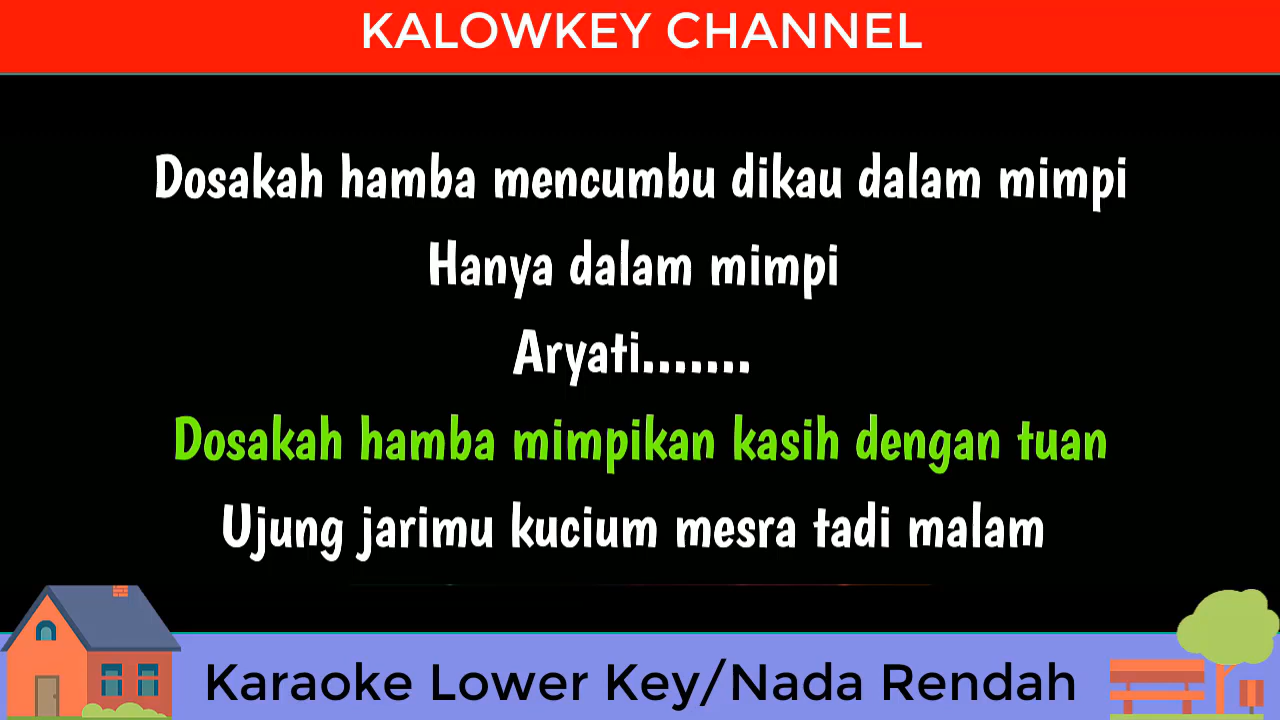 KALOWKEY CHANNEL
Dosakah hamba mencumbu dikau dalam mimpi
Hanya dalam mimpi
Aryati.......
Dosakah hamba mimpikan kasih dengan tuan
Ujung jarimu kucium mesra tadi malam
Karaoke Lower Key/Nada Rendah